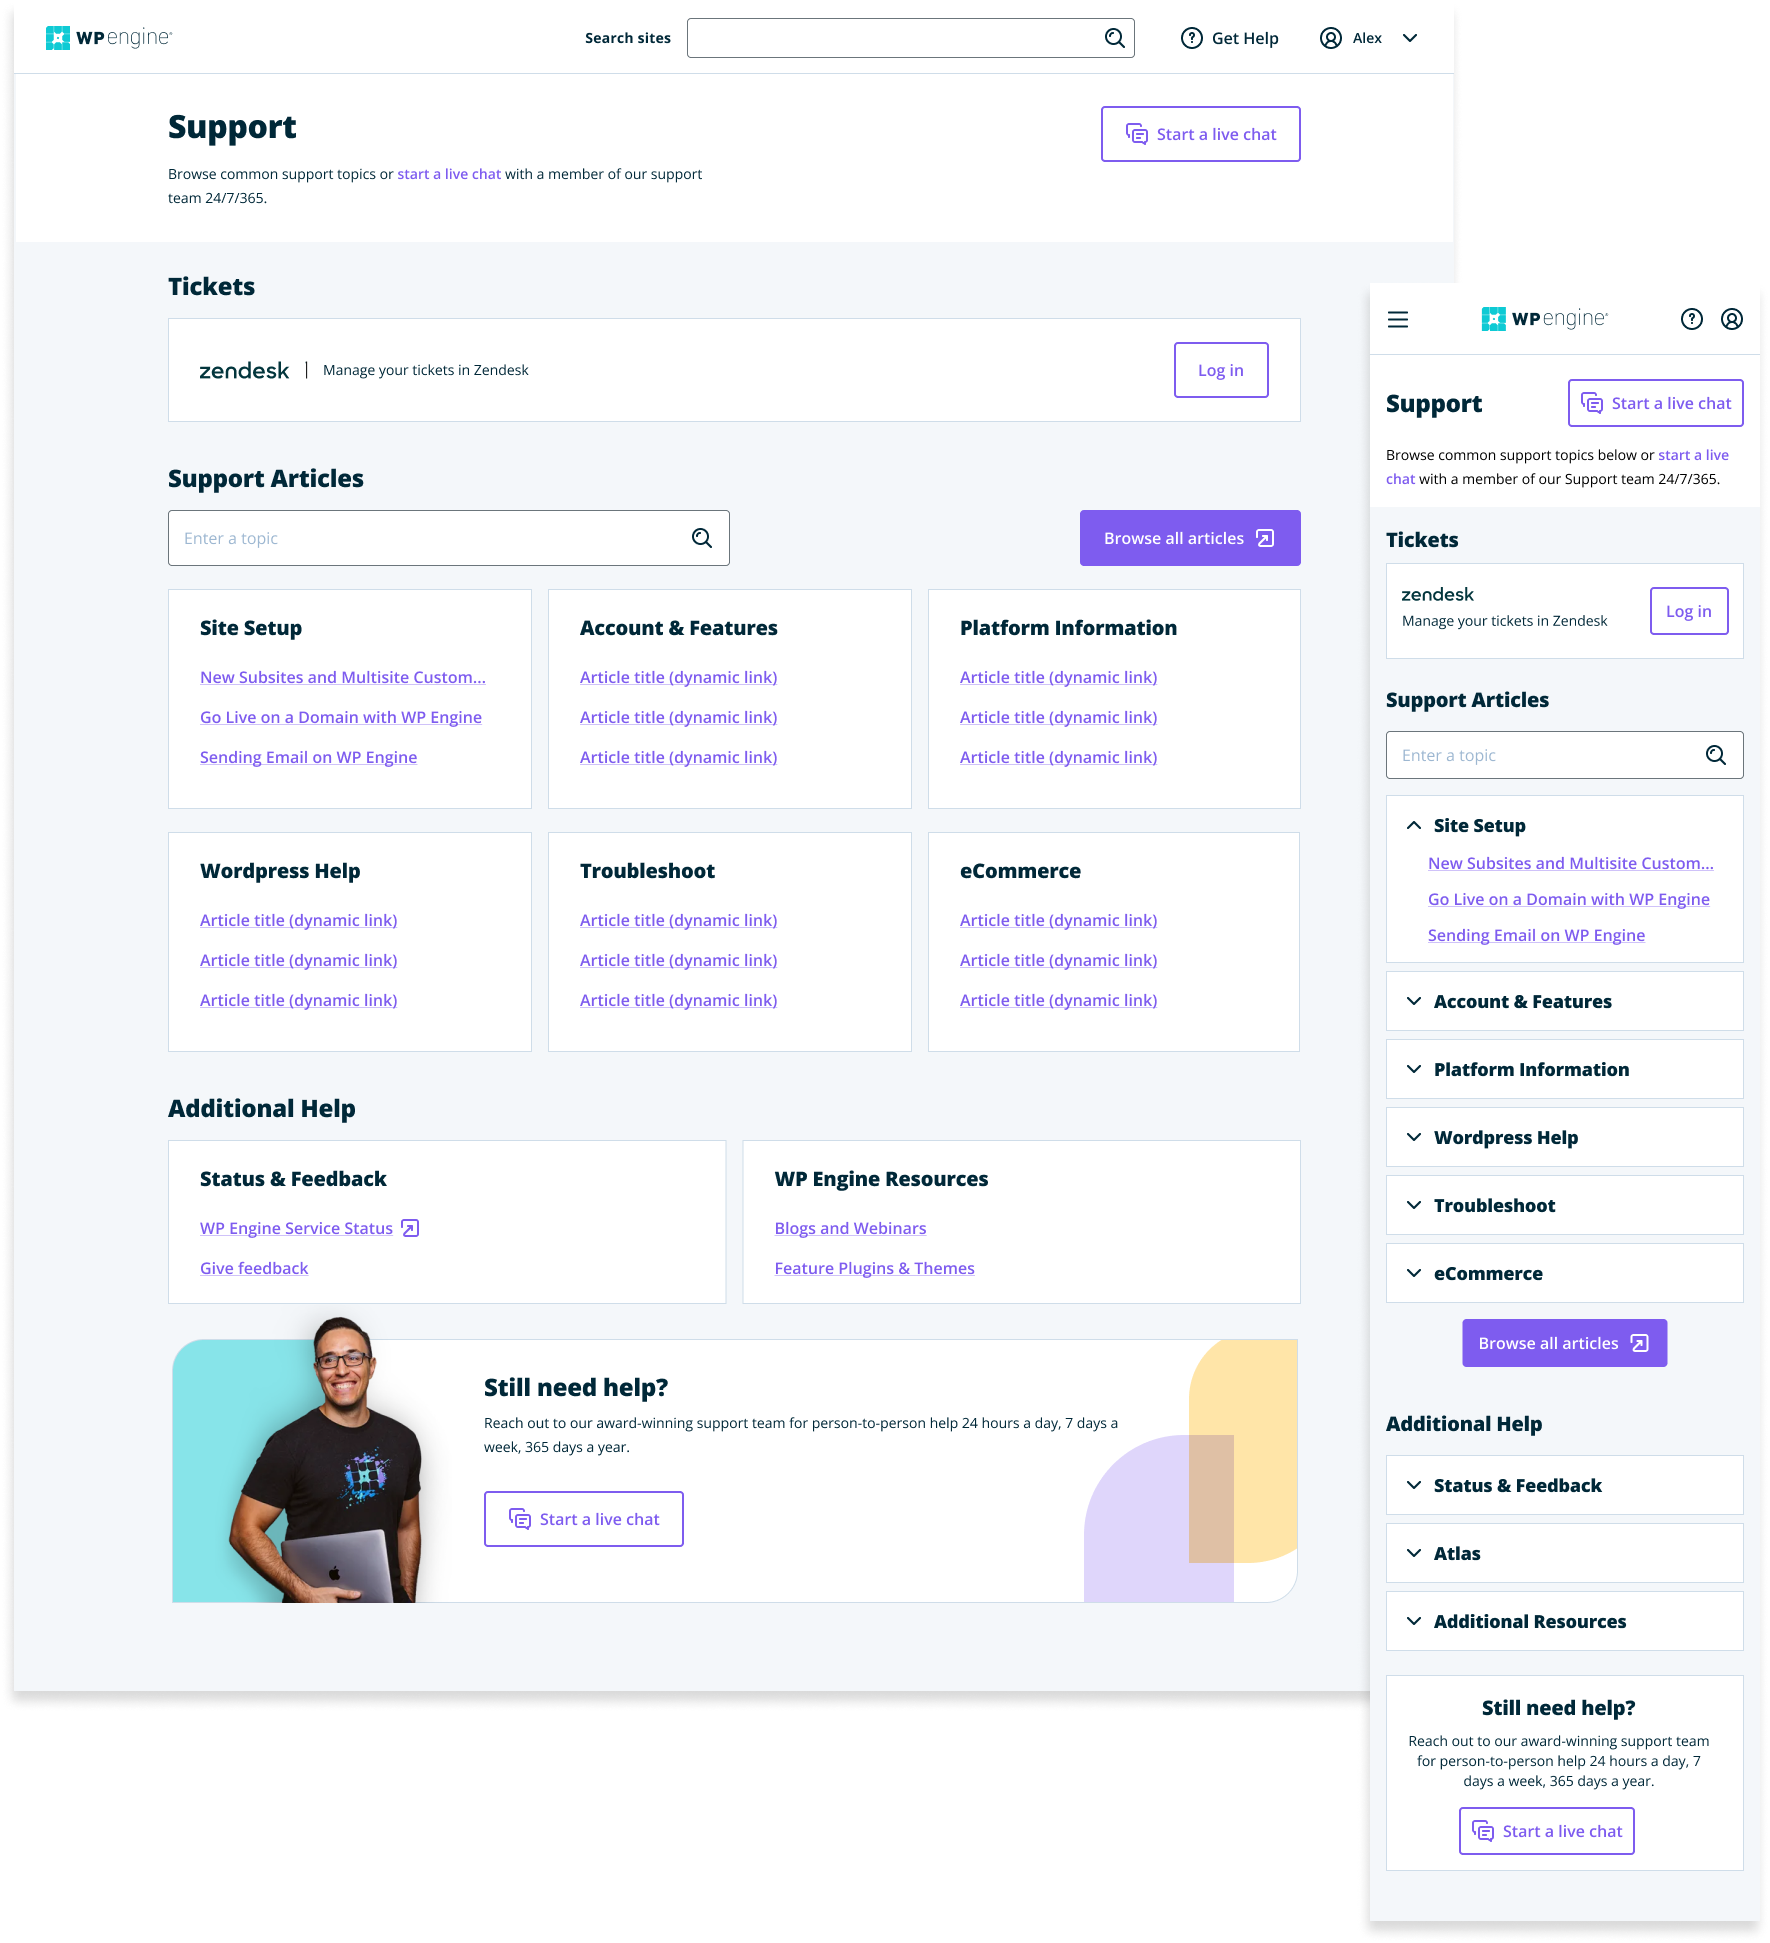 WPengine
Search sites
Get Help
Alex
Support
Start a live chat
Browse common support topics or start a live chat with a member of our support
team 24/7/365.
Tickets
zendesk | Manage your tickets in Zendesk
Log in
Support Articles
Enter a topic
Browse all articles
Site Setup
New Subsites and Multisite Custom...
Go Live on a Domain with WP Engine
Sending Email on WP Engine
Account & Features
Article title (dynamic link)
Article title (dynamic link)
Article title (dynamic link)
Platform Information
Article title (dynamic link)
Article title (dynamic link)
Article title (dynamic link)
Wordpress Help
Article title (dynamic link)
Article title (dynamic link)
Article title (dynamic link)
Troubleshoot
Article title (dynamic link)
Article title (dynamic link)
Article title (dynamic link)
eCommerce
Article title (dynamic link)
Article title (dynamic link)
Article title (dynamic link)
Additional Help
Status & Feedback
WP Engine Service Status
Give feedback
WP Engine Resources
Blogs and Webinars
Feature Plugins & Themes
Still need help?
Reach out to our award-winning support team for person-to-person help 24 hours a day, 7 days a
week, 365 days a year.
Start a live chat
WPengine
Support
Start a live chat
Browse common support topics below or start a live
chat with a member of our Support team 24/7/365.
Tickets
zendesk
Manage your tickets in Zendesk
Log in
Support Articles
Enter a topic
Site Setup
New Subsites and Multisite Custom...
Go Live on a Domain with WP Engine
Sending Email on WP Engine
Account & Features
Platform Information
Wordpress Help
Troubleshoot
eCommerce
Browse all articles
Additional Help
Status & Feedback
Atlas
Additional Resources
Still need help?
Reach out to our award-winning support team
for person-to-person help 24 hours a day, 7
days a week, 365 days a year.
Start a live chat